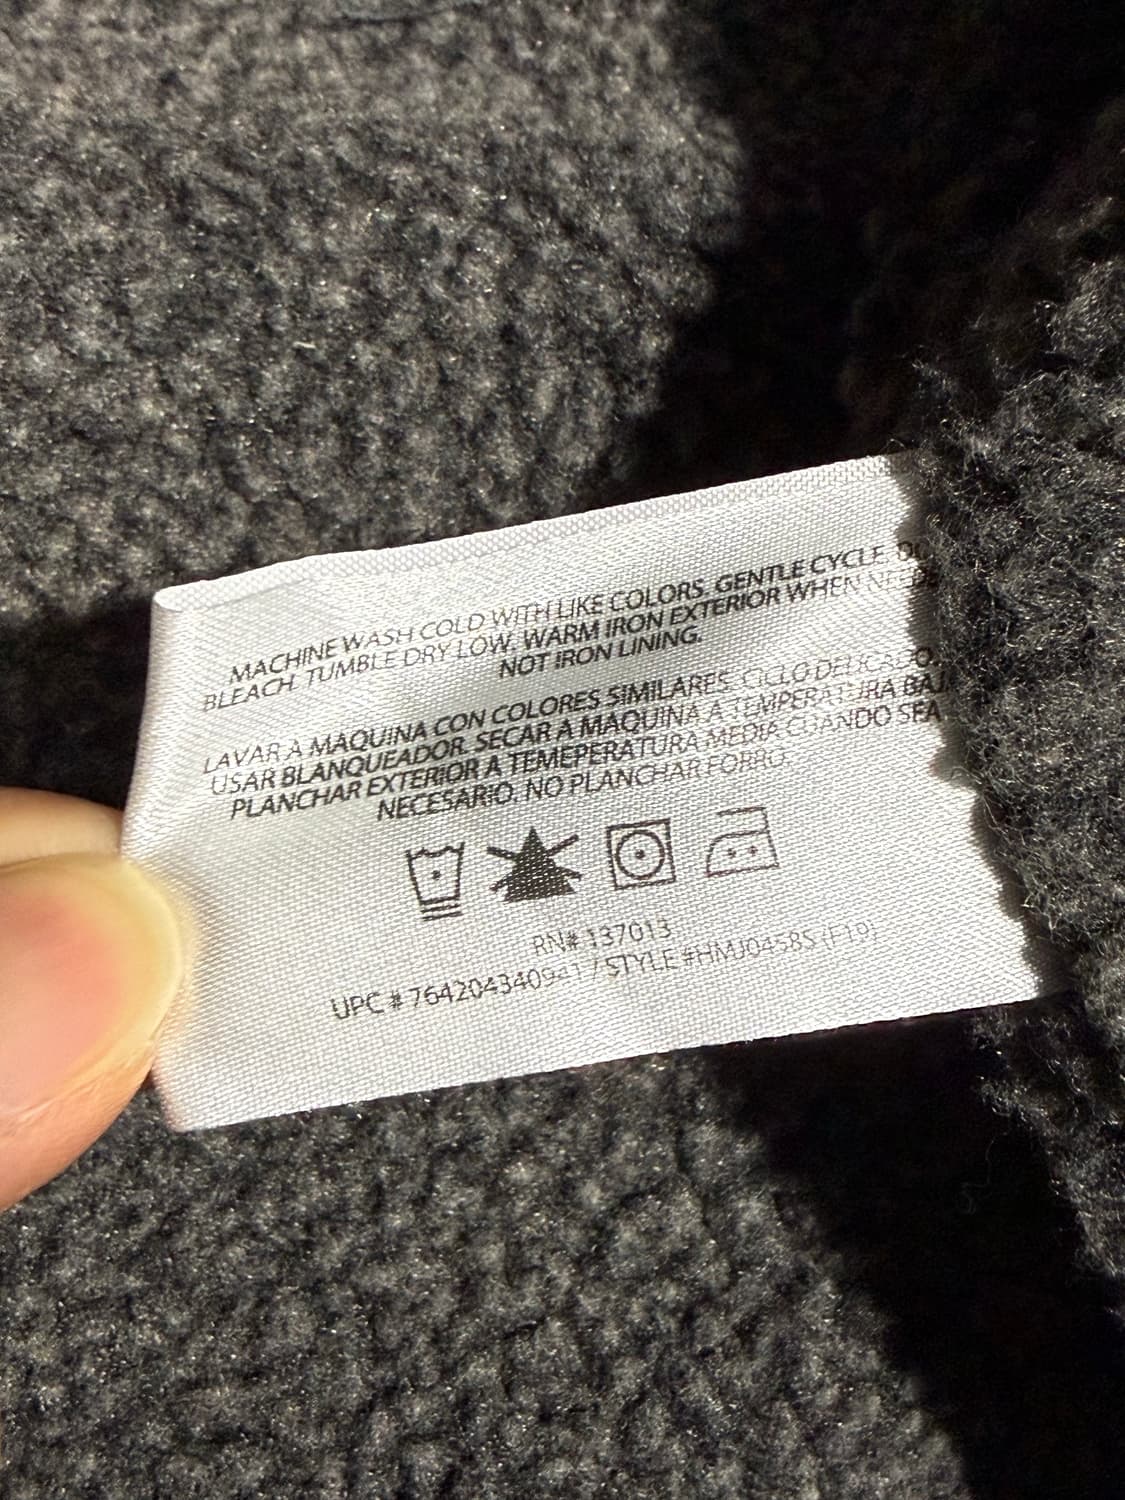 MACHINE WASH COLD WITH LIKE COLORS. GENTLE CYCLE. DO
BLEACH. TUMBLE DRY LOW. WARM IRON EXTERIOR WHEN
NOT IRON LINING.
LAVAR A MAQUINA CON COLORES SIMILARES. CICLO DELICADO.
USAR BLANQUEADOR. SECAR A MAQUINA A TEMPERATURA
PLANCHAR EXTERIOR A TEMEPERATURA MEDIA CUANDO SEA
NECESARIO. NO PLANCHAR FORRO.
RN# 137013
UPC # 764204340941 / STYLE #HMJ0458S (F19)